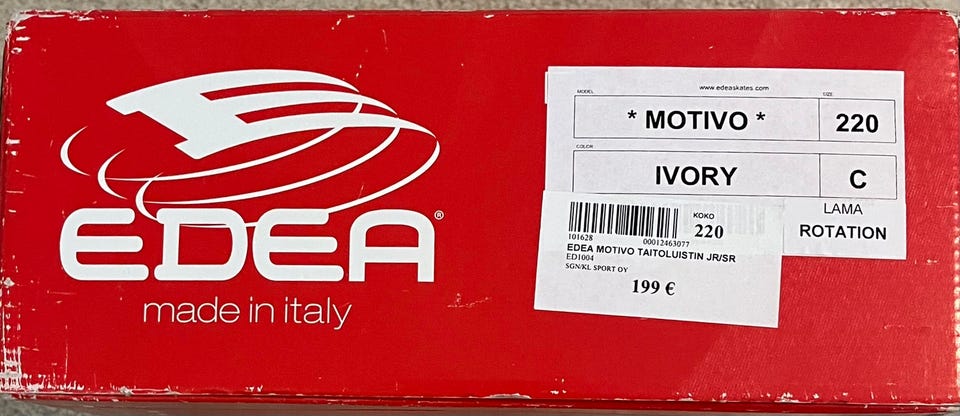 EDEA®
made in italy
www.edeaskates.com
MODEL
SIZE
* MOTIVO *
220
COLOR
IVORY
C
LAMA
ROTATION
KOKO
220
101628
00012463077
EDEA MOTIVO TAITOLUISTIN JR/SR
ED1004
SGN/KL SPORT OY
199 €